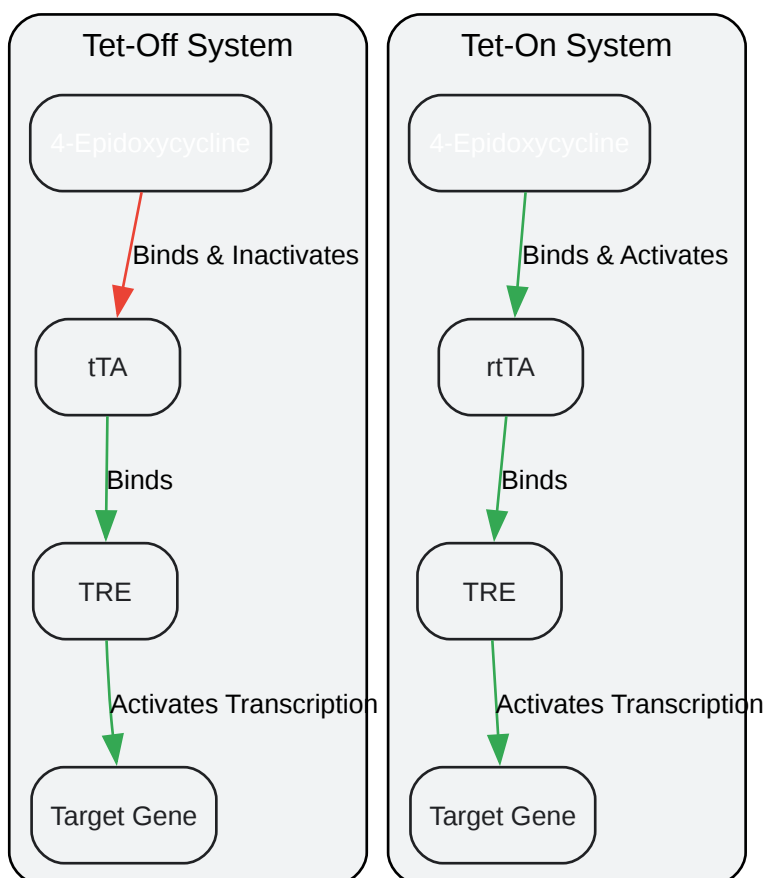 Tet-Off System
4-Epidoxycycline
Binds & Inactivates
tTA
Binds
TRE
Activates Transcription
Target Gene
Tet-On System
4-Epidoxycycline
Binds & Activates
rtTA
Binds
TRE
Activates Transcription
Target Gene